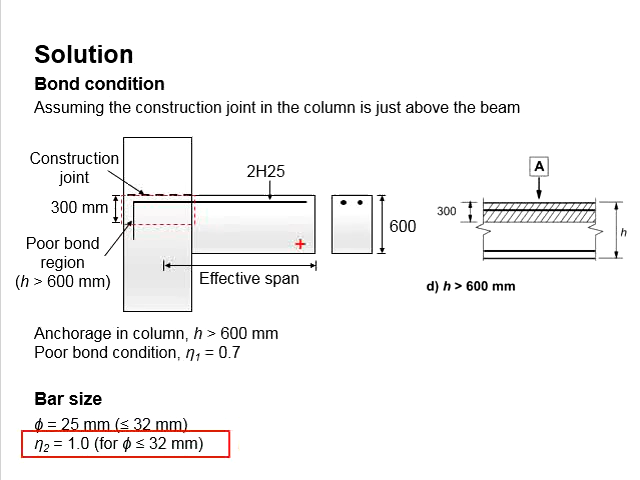 Solution
Bond condition
Assuming the construction joint in the column is just above the beam
Construction
joint
2H25
A
300 mm
300
600
h
Poor bond
region
(h > 600 mm)
Effective span
d) h > 600 mm
Anchorage in column, h > 600 mm
Poor bond condition, η1 = 0.7
Bar size
ϕ = 25 mm (≤ 32 mm)
η2 = 1.0 (for ϕ ≤ 32 mm)